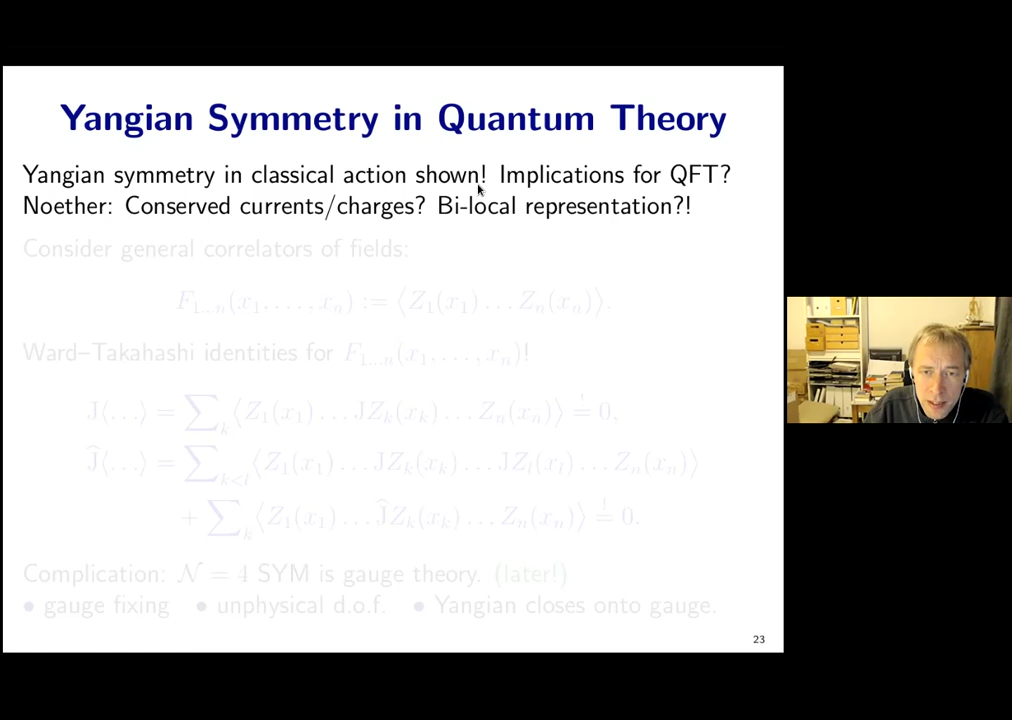 Yangian Symmetry in Quantum Theory
Yangian symmetry in classical action shown! Implications for QFT?
Noether: Conserved currents/charges? Bi-local representation?!
Consider general correlators of fields:
F₁...ₙ(x₁, . . . , xₙ) := ⟨Z₁(x₁) . . . Zₙ(xₙ)⟩.
Ward–Takahashi identities for F₁...ₙ(x₁, . . . , xₙ)!
J⟨. . .⟩ = ∑ₖ ⟨Z₁(x₁) . . . JZₖ(xₖ) . . . Zₙ(xₙ)⟩ =! 0,
Ĵ⟨. . .⟩ = ∑ₖ<ₗ ⟨Z₁(x₁) . . . JZₖ(xₖ) . . . JZₗ(xₗ) . . . Zₙ(xₙ)⟩
+ ∑ₖ ⟨Z₁(x₁) . . . ĴZₖ(xₖ) . . . Zₙ(xₙ)⟩ =! 0.
Complication: N = 4 SYM is gauge theory. (later!)
• gauge fixing • unphysical d.o.f. • Yangian closes onto gauge.
23